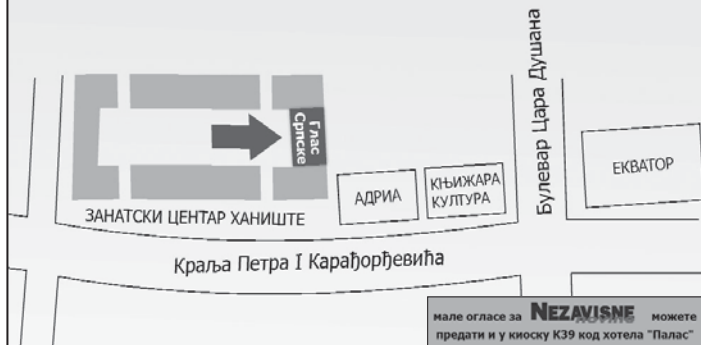 Булевар Цара Душана
Глас
Српске
ЕКВАТОР
АДРИА
КЊИЖАРА
КУЛТУРА
ЗАНАТСКИ ЦЕНТАР ХАНИШТЕ
Краља Петра I Карађорђевића
мале огласе за NEZAVISNE NOVINE можете
предати и у киоску К39 код хотела "Палас"